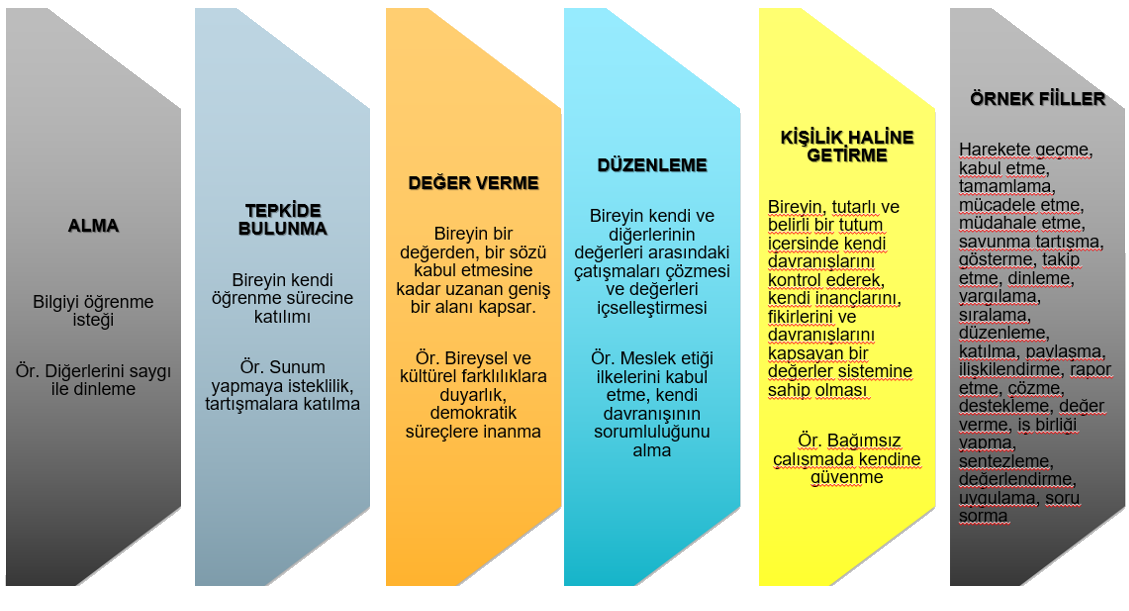 ALMA
Bilgiyi öğrenme
isteği
Ör. Diğerlerini saygı
ile dinleme
TEPKİDE
BULUNMA
Bireyin kendi
öğrenme sürecine
katılımı
Ör. Sunum
yapmaya isteklilik,
tartışmalara katılma
DEĞER VERME
Bireyin bir
değerden, bir sözü
kabul etmesine
kadar uzanan geniş
bir alanı kapsar.
Ör. Bireysel ve
kültürel farklılıklara
duyarlık,
demokratik
süreçlere inanma
DÜZENLEME
Bireyin kendi ve
diğerlerinin
değerleri arasındaki
çatışmaları çözmesi
ve değerleri
içselleştirmesi
Ör. Meslek etiği
ilkelerini kabul
etme, kendi
davranışının
sorumluluğunu
alma
KİŞİLİK HALİNE
GETİRME
Bireyin, tutarlı ve
belirli bir tutum
içersinde kendi
davranışlarını
kontrol ederek,
kendi inançlarını,
fikirlerini ve
davranışlarını
kapsayan bir
değerler sistemine
sahip olması
Ör. Bağımsız
çalışmada kendine
güvenme
ÖRNEK FİİLLER
Harekete geçme,
kabul etme,
tamamlama,
mücadele etme,
müdahale etme,
savunma tartışma,
gösterme, takip
etme, dinleme,
yargılama,
sıralama,
düzenleme,
katılma, paylaşma,
ilişkilendirme, rapor
etme, çözme,
destekleme, değer
verme, iş birliği
yapma,
sentezleme,
değerlendirme,
uygulama, soru
sorma